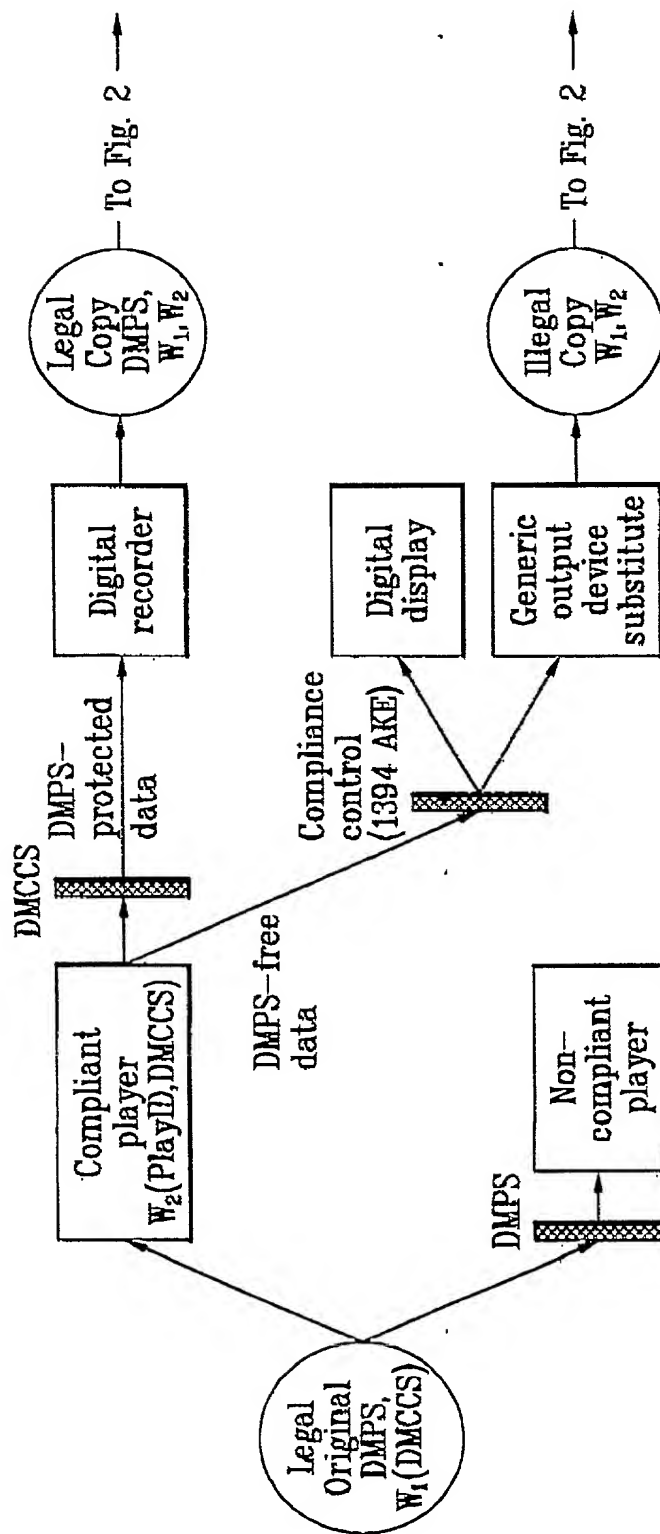 Legal
Original
DMPS,
W₁(DMCCS)
Compliant
player
W₂(PlayID,DMCCS)
DMCCS
DMPS-
protected
data
Digital
recorder
Legal
Copy
DMPS,
W₁,W₂
To Fig. 2
DMPS-free
data
Compliance
control
(1394 AKE)
Digital
display
Generic
output
device
substitute
Illegal
Copy
W₁,W₂
To Fig. 2
DMPS
Non-
compliant
player